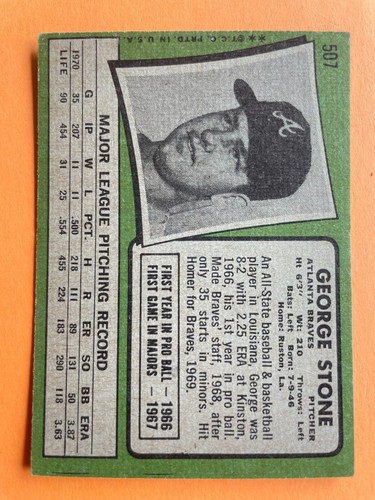 507
GEORGE STONE
ATLANTA BRAVES PITCHER
Ht: 6'3" Wt: 210 Throws: Left
Bats: Left Born: 7-9-46
Home: Ruston, La.
An All-State baseball & basketball
player in Louisiana, George was
8-2 with 2.25 ERA at Kinston,
1966, his 1st year in pro ball.
Made Braves' staff, 1968, after
only 35 starts in minors. Hit
Homer for Braves, 1969.
FIRST YEAR IN PRO BALL — 1966
FIRST GAME IN MAJORS — 1967
A
* ©T.C.G. PRTD. IN U.S.A.
MAJOR LEAGUE PITCHING RECORD
G IP W L PCT. H R ER SO BB ERA
1970 35 207 11 11 .500 218 111 89 131 50 3.87
LIFE 90 454 31 25 .554 455 224 183 290 118 3.63